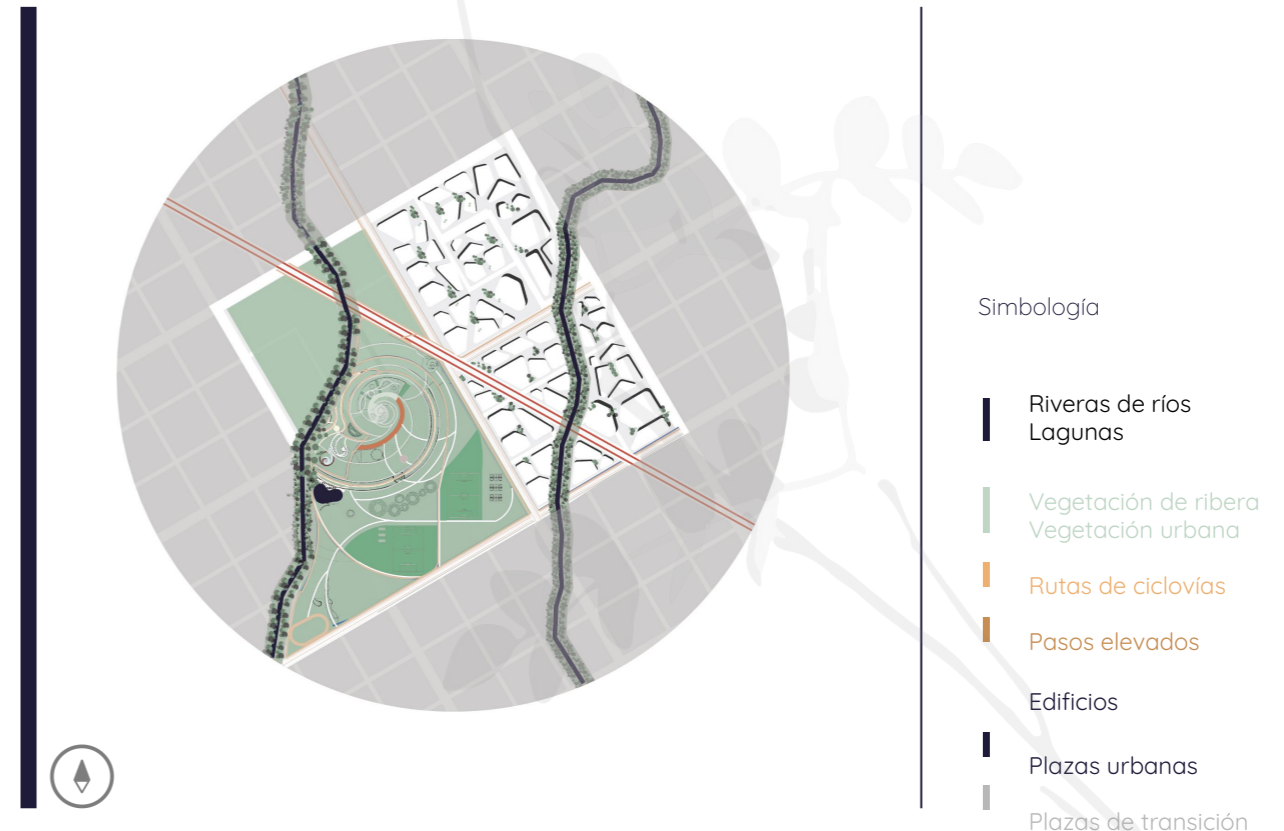 Simbología
Riveras de ríos
Lagunas
Vegetación de ribera
Vegetación urbana
Rutas de ciclovías
Pasos elevados
Edificios
Plazas urbanas
Plazas de transición